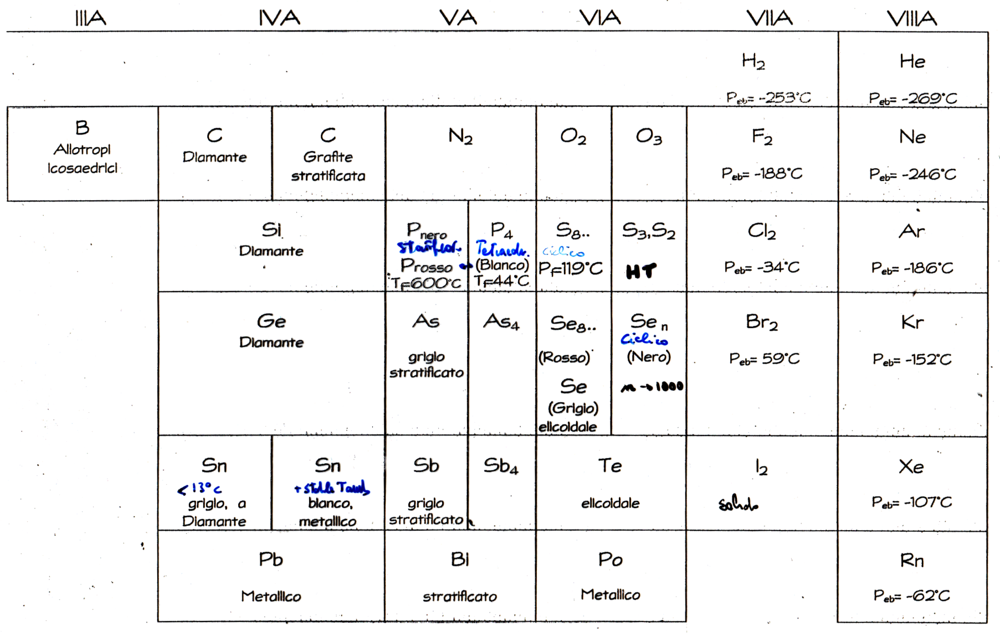 IIIA IVA VA VIA VIIA VIIIA
H2 He
Peb= -253°C Peb= -269°C
B C C N2 O2 O3 F2 Ne
Allotropi Diamante Grafite
Icosaedrici stratificata Peb= -188°C Peb= -246°C
Si Pnero P4 S8.. S3,S2 Cl2 Ar
Diamante Tetraedr. ciclico
Prosso (Bianco) PF=119°C HT Peb= -34°C Peb= -186°C
TF=600°C TF=44°C
Ge As As4 Se8.. Se n Br2 Kr
Diamante Ciclico
grigio (Rosso) (Nero) Peb= 59°C Peb= -152°C
stratificato
Se n → 1000
(Grigio)
elicoidale
Sn Sn Sb Sb4 Te I2 Xe
<13°C + stabile Tamb
grigio, a bianco, grigio elicoidale solido Peb= -107°C
Diamante metallico stratificato
Pb Bi Po Rn
Metallico stratificato Metallico Peb= -62°C